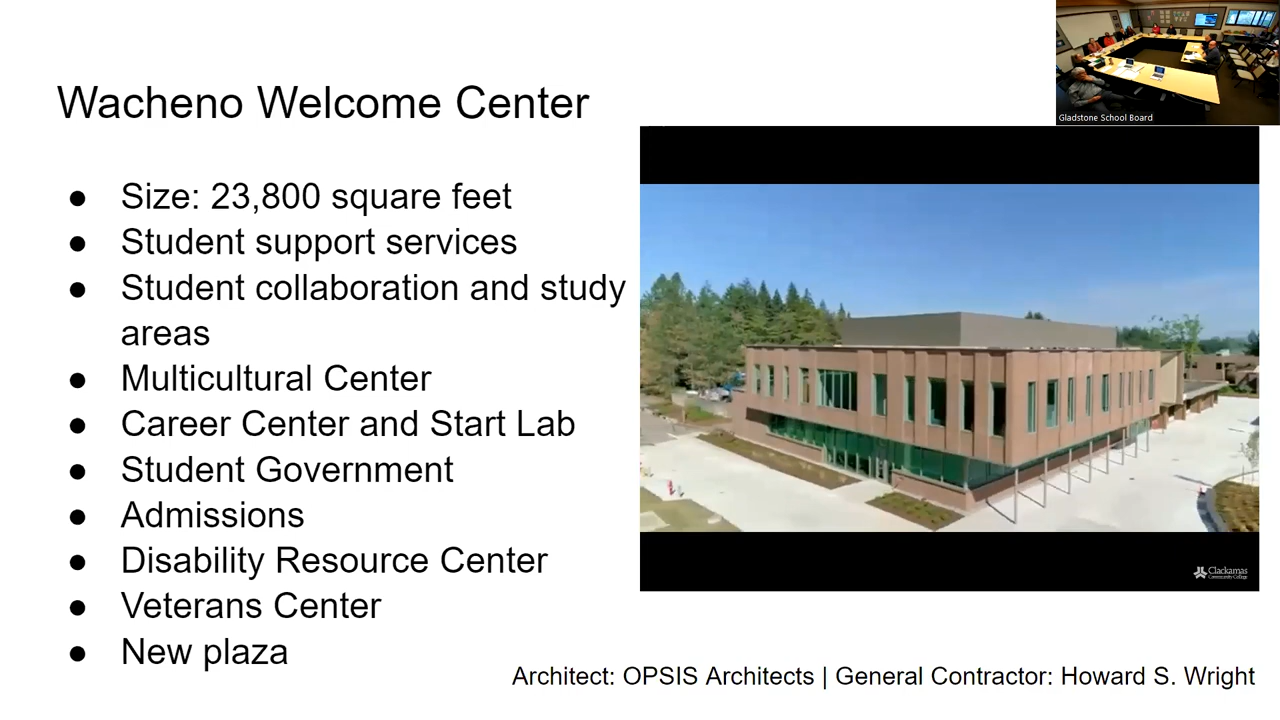 Gladstone School Board
Wacheno Welcome Center
● Size: 23,800 square feet
● Student support services
● Student collaboration and study
areas
● Multicultural Center
● Career Center and Start Lab
● Student Government
● Admissions
● Disability Resource Center
● Veterans Center
● New plaza
Clackamas
Community College
Architect: OPSIS Architects | General Contractor: Howard S. Wright